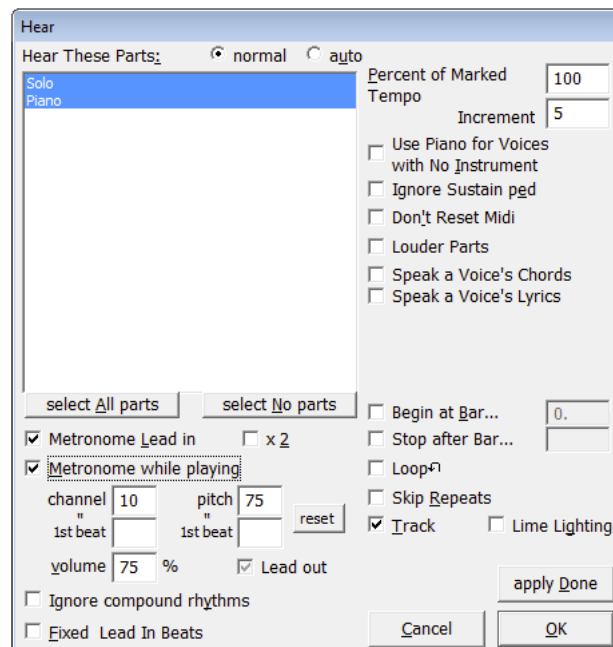 Hear
Hear These Parts: normal auto
Solo
Piano
select All parts select No parts
Metronome Lead in x 2
Metronome while playing
channel 10 pitch 75
" "
1st beat 1st beat reset
volume 75 % Lead out
Ignore compound rhythms
Fixed Lead In Beats
Percent of Marked 100
Tempo
Increment 5
Use Piano for Voices
with No Instrument
Ignore Sustain ped
Don't Reset Midi
Louder Parts
Speak a Voice's Chords
Speak a Voice's Lyrics
Begin at Bar... 0.
Stop after Bar...
Loop
Skip Repeats
Track Lime Lighting
apply Done
Cancel OK